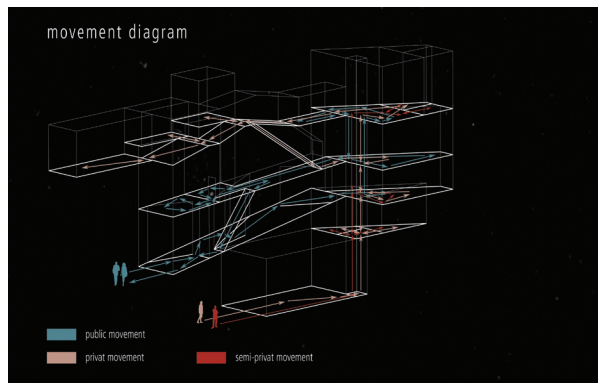 movement diagram
public movement
privat movement
semi-privat movement